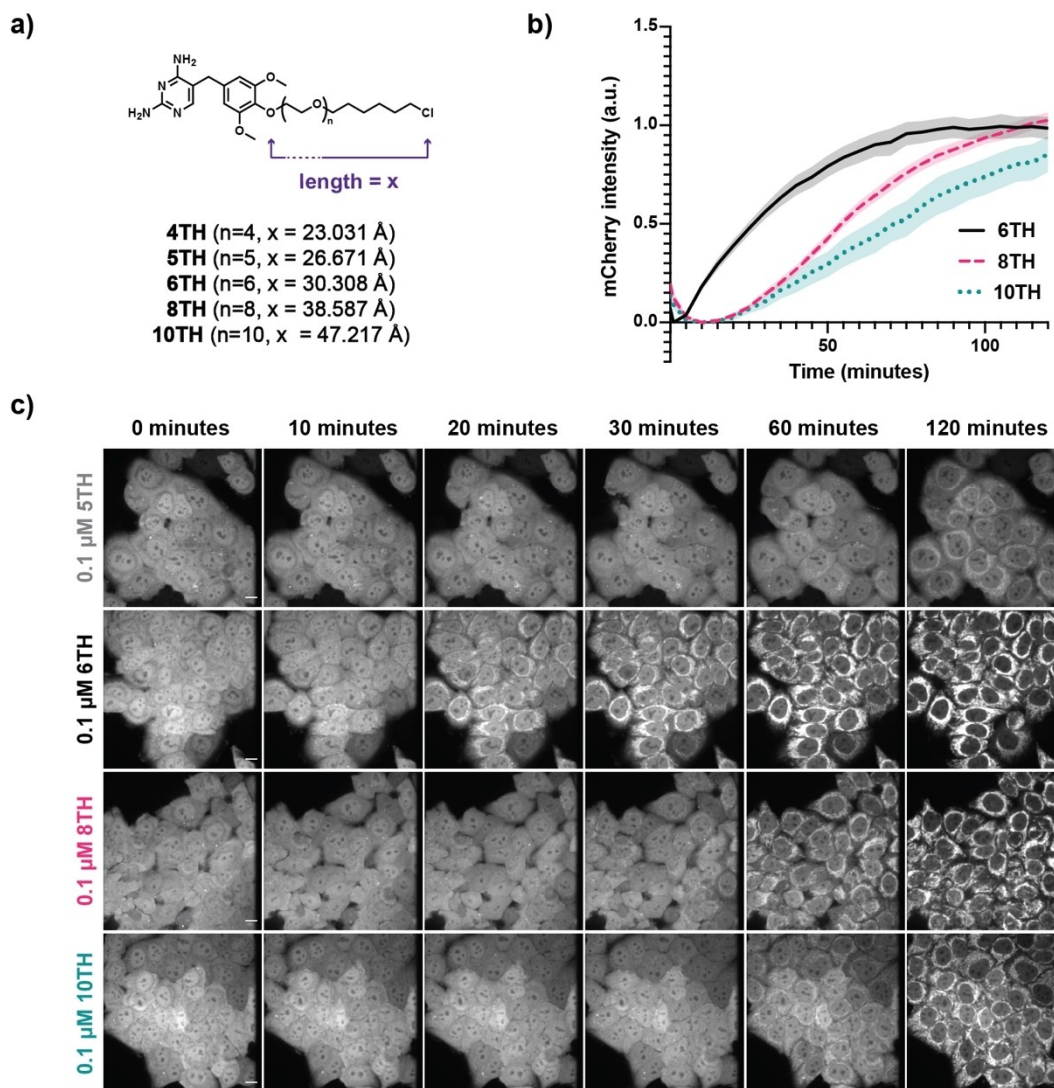 a)
NH2
N
H2N
N
O
O
O
n
Cl
O
length = x
4TH (n=4, x = 23.031 Å)
5TH (n=5, x = 26.671 Å)
6TH (n=6, x = 30.308 Å)
8TH (n=8, x = 38.587 Å)
10TH (n=10, x = 47.217 Å)
b)
mCherry intensity (a.u.)
1.5
1.0
0.5
0.0
50
100
Time (minutes)
6TH
8TH
10TH
c)
0 minutes 10 minutes 20 minutes 30 minutes 60 minutes 120 minutes
0.1 µM 5TH
0.1 µM 6TH
0.1 µM 8TH
0.1 µM 10TH